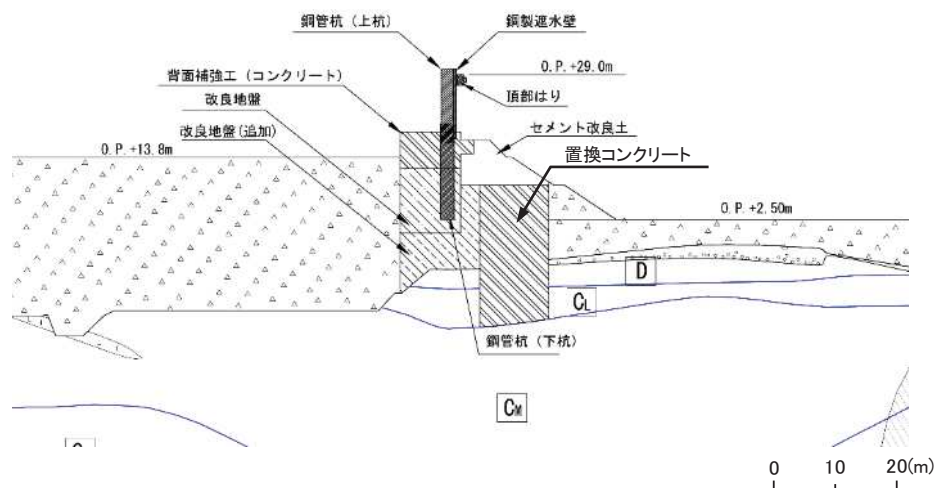 鋼管杭（上杭）
鋼製遮水壁
O.P.+29.0m
背面補強工（コンクリート）
頂部はり
改良地盤
セメント改良土
改良地盤(追加)
置換コンクリート
O.P.+13.8m
O.P.+2.50m
D
CL
鋼管杭（下杭）
CM
0 10 20(m)